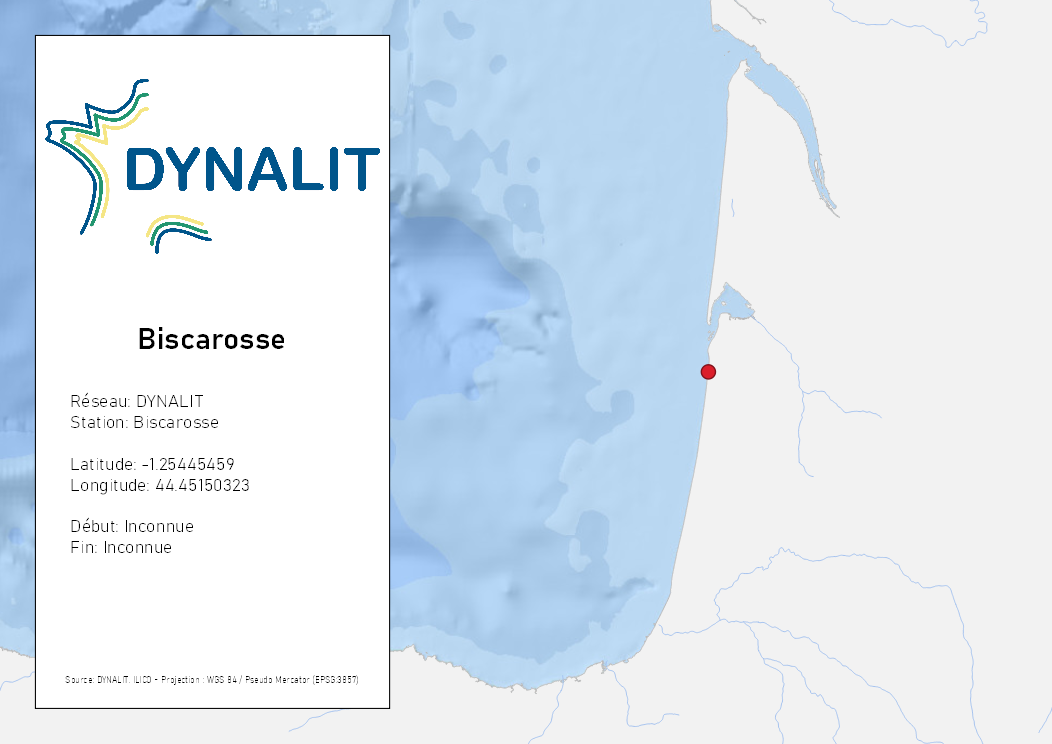 DYNALIT
Biscarosse
Réseau: DYNALIT
Station: Biscarosse
Latitude: -1.25445459
Longitude: 44.45150323
Début: Inconnue
Fin: Inconnue
Source: DYNALIT, ILICO - Projection : WGS 84 / Pseudo Mercator (EPSG:3857)